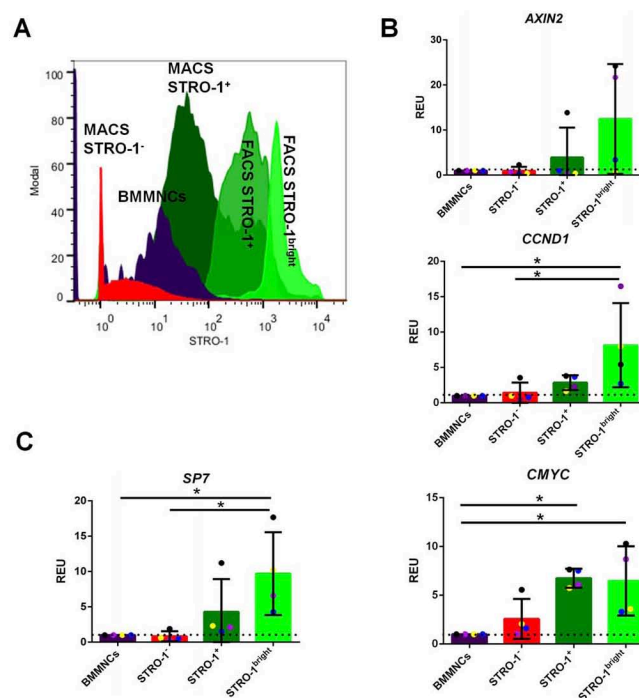 A
MACS
STRO-1+
MACS
STRO-1-
BMMNCs
FACS STRO-1+
FACS STRO-1bright
Modal
100
80
60
40
20
0
10^0
10^1
10^2
10^3
10^4
STRO-1
B
AXIN2
REU
30
20
10
0
BMMNCs
STRO-1-
STRO-1+
STRO-1bright
CCND1
*
*
REU
20
15
10
5
0
BMMNCs
STRO-1-
STRO-1+
STRO-1bright
C
SP7
*
*
REU
20
15
10
5
0
BMMNCs
STRO-1-
STRO-1+
STRO-1bright
CMYC
*
*
REU
15
10
5
0
BMMNCs
STRO-1-
STRO-1+
STRO-1bright